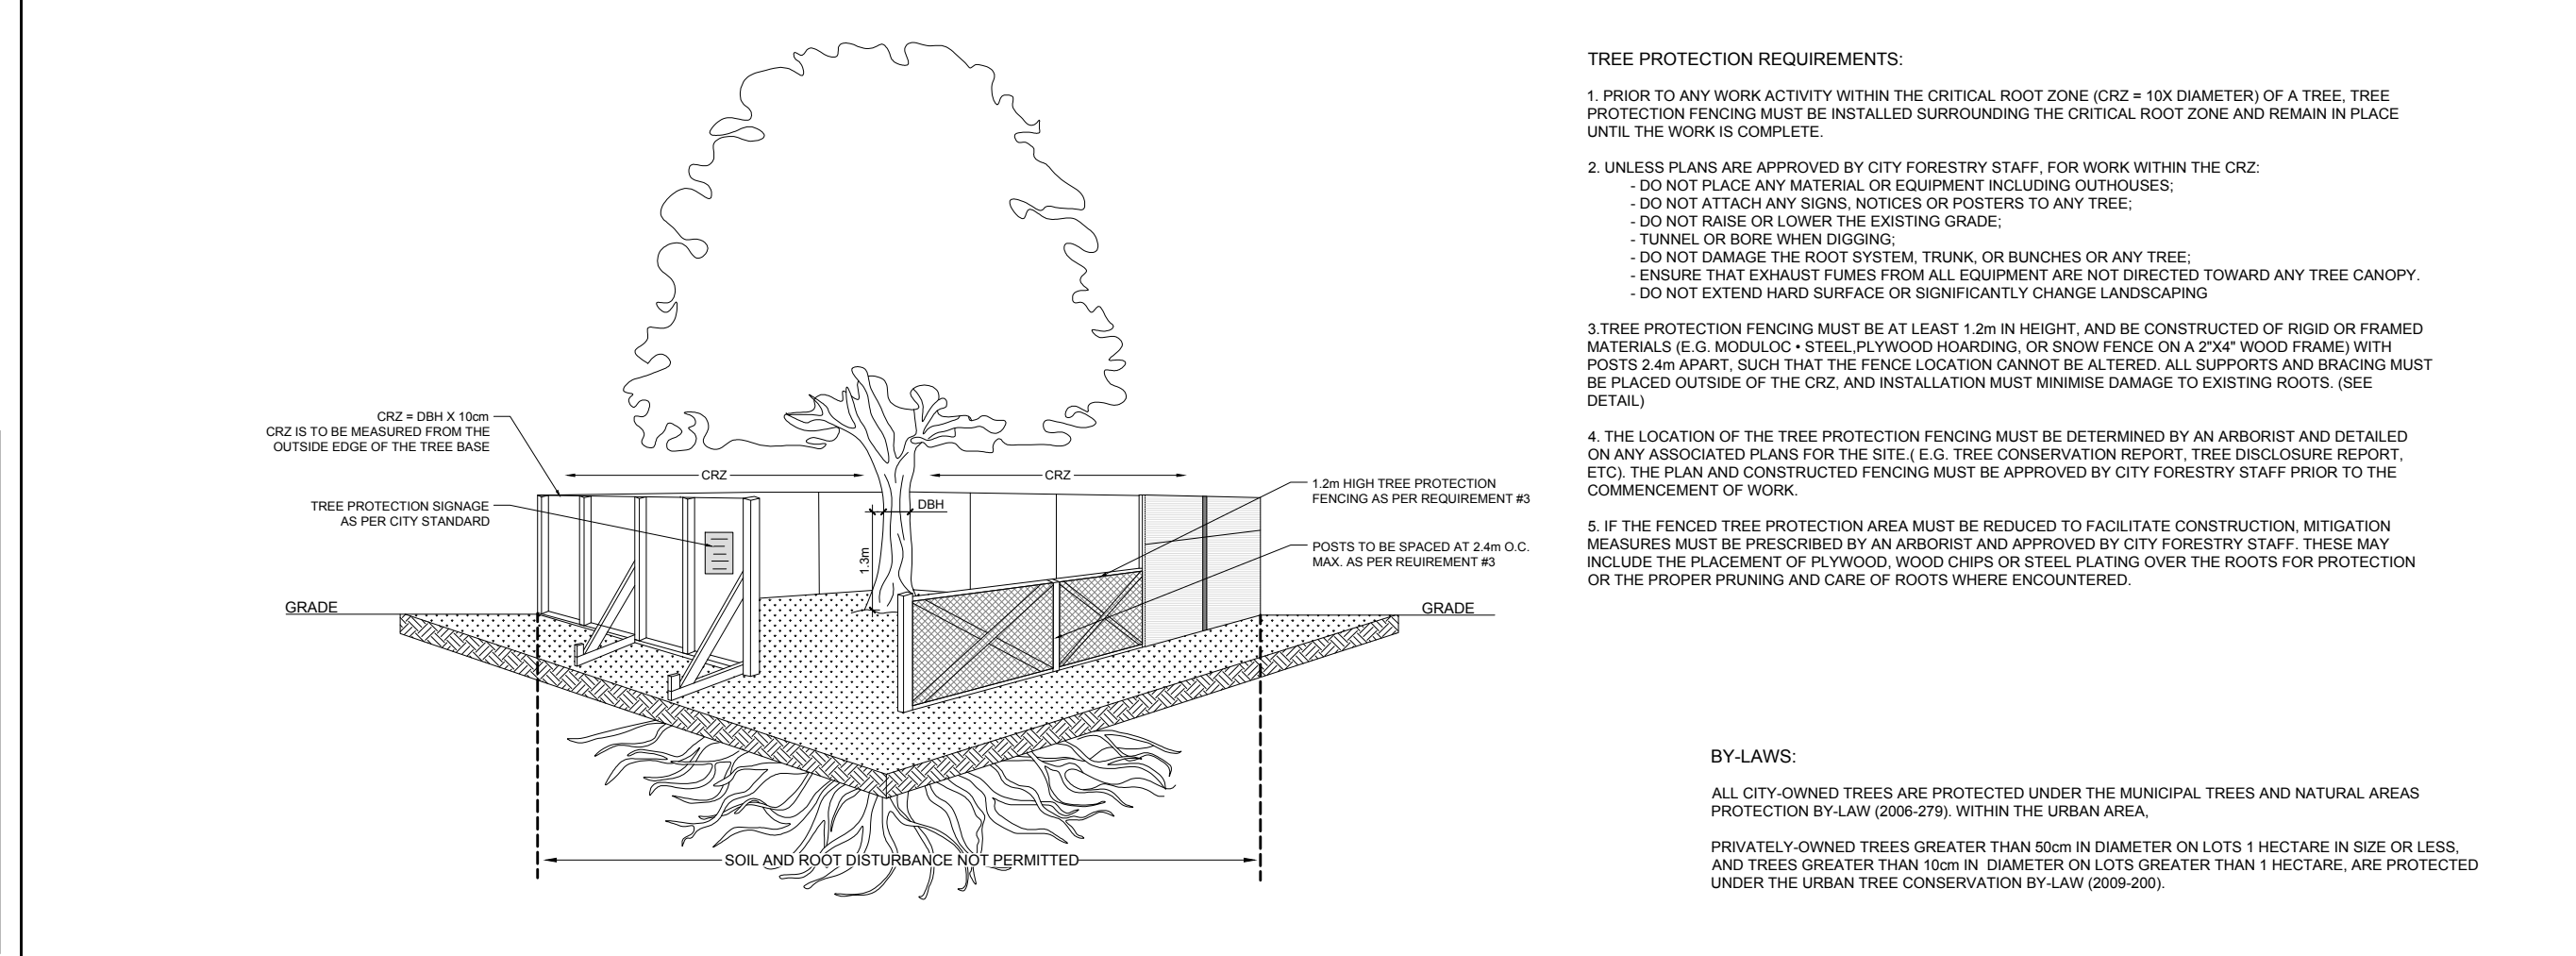 TREE PROTECTION REQUIREMENTS:
1. PRIOR TO ANY WORK ACTIVITY WITHIN THE CRITICAL ROOT ZONE (CRZ = 10X DIAMETER) OF A TREE, TREE
PROTECTION FENCING MUST BE INSTALLED SURROUNDING THE CRITICAL ROOT ZONE AND REMAIN IN PLACE
UNTIL THE WORK IS COMPLETE.
2. UNLESS PLANS ARE APPROVED BY CITY FORESTRY STAFF, FOR WORK WITHIN THE CRZ:
- DO NOT PLACE ANY MATERIAL OR EQUIPMENT INCLUDING OUTHOUSES;
- DO NOT ATTACH ANY SIGNS, NOTICES OR POSTERS TO ANY TREE;
- DO NOT RAISE OR LOWER THE EXISTING GRADE;
- TUNNEL OR BORE WHEN DIGGING;
- DO NOT DAMAGE THE ROOT SYSTEM, TRUNK, OR BUNCHES OR ANY TREE;
- ENSURE THAT EXHAUST FUMES FROM ALL EQUIPMENT ARE NOT DIRECTED TOWARD ANY TREE CANOPY.
- DO NOT EXTEND HARD SURFACE OR SIGNIFICANTLY CHANGE LANDSCAPING
3.TREE PROTECTION FENCING MUST BE AT LEAST 1.2m IN HEIGHT, AND BE CONSTRUCTED OF RIGID OR FRAMED
MATERIALS (E.G. MODULOC • STEEL,PLYWOOD HOARDING, OR SNOW FENCE ON A 2"X4" WOOD FRAME) WITH
POSTS 2.4m APART, SUCH THAT THE FENCE LOCATION CANNOT BE ALTERED. ALL SUPPORTS AND BRACING MUST
BE PLACED OUTSIDE OF THE CRZ, AND INSTALLATION MUST MINIMISE DAMAGE TO EXISTING ROOTS. (SEE
DETAIL)
4. THE LOCATION OF THE TREE PROTECTION FENCING MUST BE DETERMINED BY AN ARBORIST AND DETAILED
ON ANY ASSOCIATED PLANS FOR THE SITE.( E.G. TREE CONSERVATION REPORT, TREE DISCLOSURE REPORT,
ETC). THE PLAN AND CONSTRUCTED FENCING MUST BE APPROVED BY CITY FORESTRY STAFF PRIOR TO THE
COMMENCEMENT OF WORK.
5. IF THE FENCED TREE PROTECTION AREA MUST BE REDUCED TO FACILITATE CONSTRUCTION, MITIGATION
MEASURES MUST BE PRESCRIBED BY AN ARBORIST AND APPROVED BY CITY FORESTRY STAFF. THESE MAY
INCLUDE THE PLACEMENT OF PLYWOOD, WOOD CHIPS OR STEEL PLATING OVER THE ROOTS FOR PROTECTION
OR THE PROPER PRUNING AND CARE OF ROOTS WHERE ENCOUNTERED.
CRZ = DBH X 10cm
CRZ IS TO BE MEASURED FROM THE
OUTSIDE EDGE OF THE TREE BASE
TREE PROTECTION SIGNAGE
AS PER CITY STANDARD
CRZ
CRZ
DBH
1.3m
1.2m HIGH TREE PROTECTION
FENCING AS PER REQUIREMENT #3
POSTS TO BE SPACED AT 2.4m O.C.
MAX. AS PER REUIREMENT #3
GRADE
GRADE
SOIL AND ROOT DISTURBANCE NOT PERMITTED
BY-LAWS:
ALL CITY-OWNED TREES ARE PROTECTED UNDER THE MUNICIPAL TREES AND NATURAL AREAS
PROTECTION BY-LAW (2006-279). WITHIN THE URBAN AREA,
PRIVATELY-OWNED TREES GREATER THAN 50cm IN DIAMETER ON LOTS 1 HECTARE IN SIZE OR LESS,
AND TREES GREATER THAN 10cm IN DIAMETER ON LOTS GREATER THAN 1 HECTARE, ARE PROTECTED
UNDER THE URBAN TREE CONSERVATION BY-LAW (2009-200).